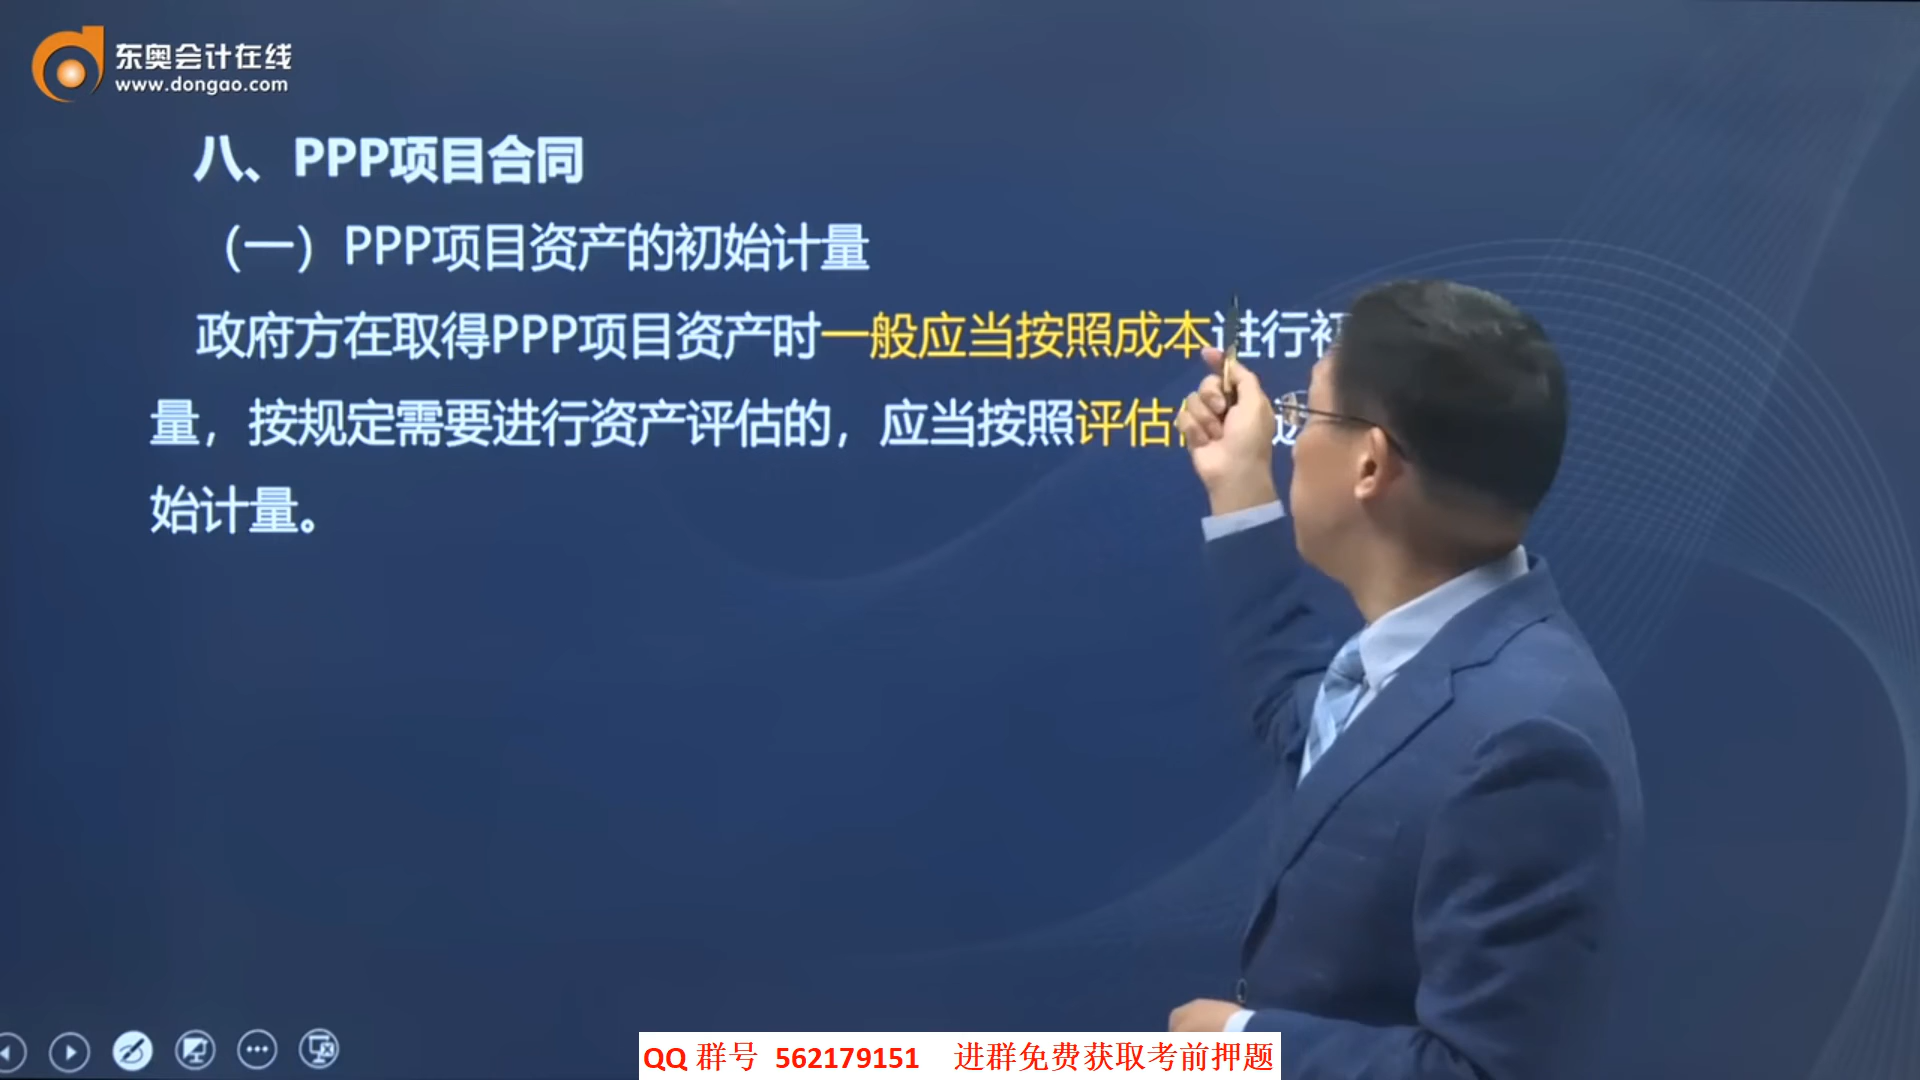 东奥会计在线
www.dongao.com
八、PPP项目合同
（一）PPP项目资产的初始计量
政府方在取得PPP项目资产时一般应当按照成本进行初
量，按规定需要进行资产评估的，应当按照评估
始计量。
QQ 群号 562179151 进群免费获取考前押题